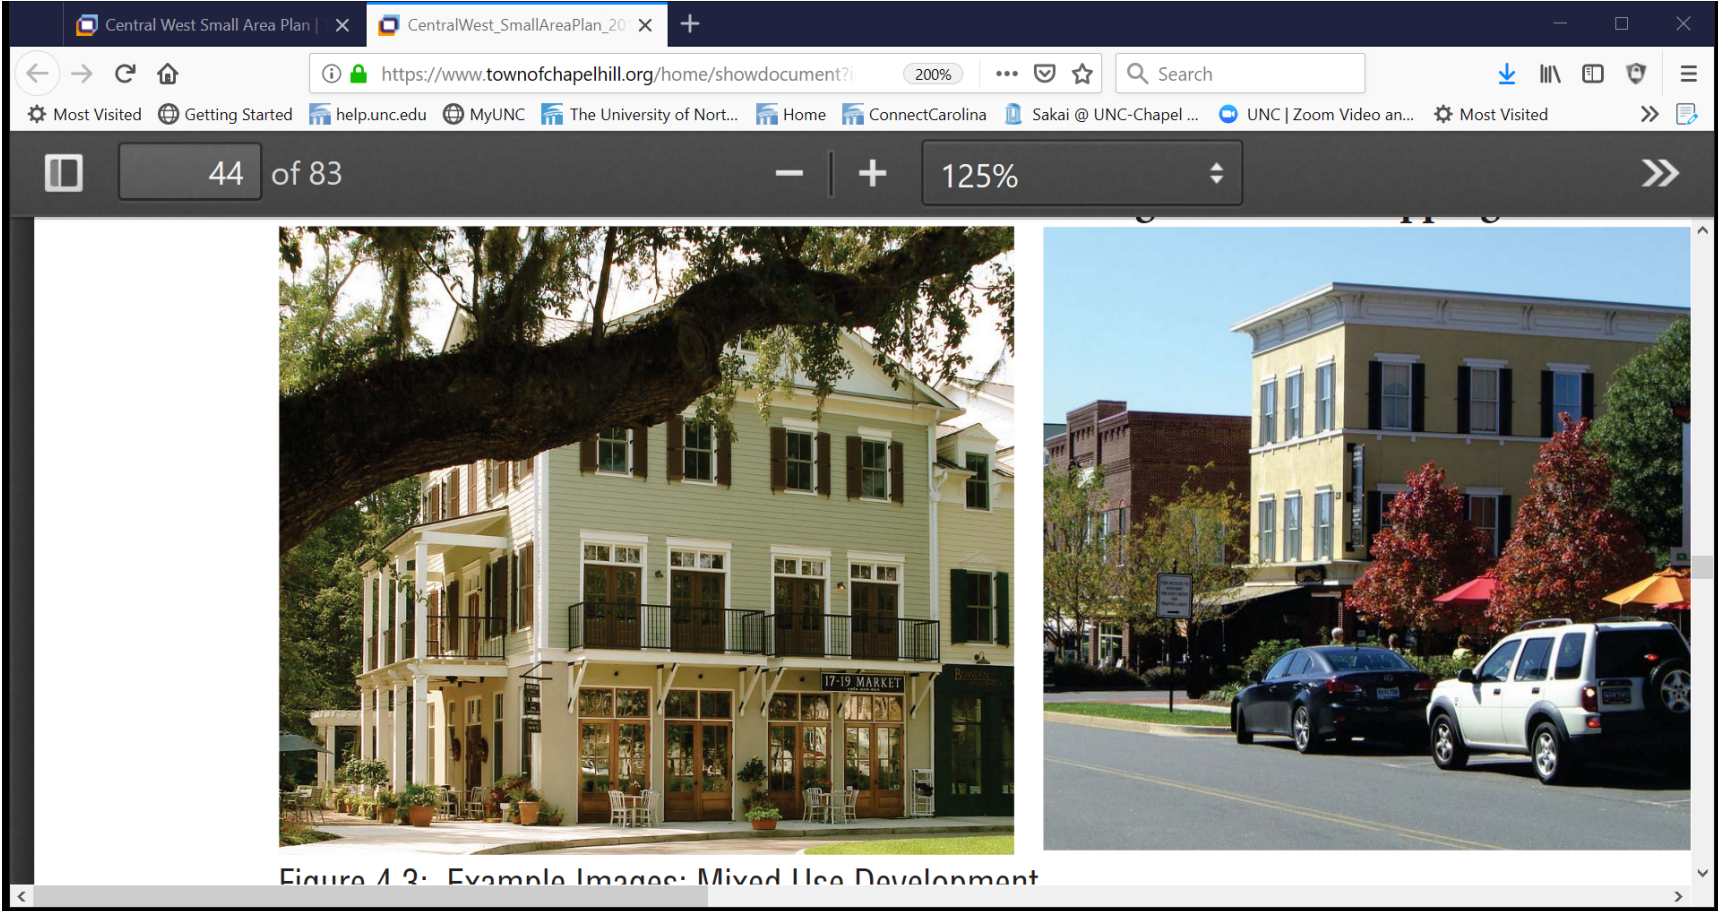 Central West Small Area Plan | T
CentralWest_SmallAreaPlan_20
https://www.townofchapelhill.org/home/showdocument?i
200%
Search
Most Visited
Getting Started
help.unc.edu
MyUNC
The University of Nort...
Home
ConnectCarolina
Sakai @ UNC-Chapel ...
UNC | Zoom Video an...
Most Visited
44 of 83
125%
17-19 MARKET
Figure 4.3: Example Images: Mixed Use Development